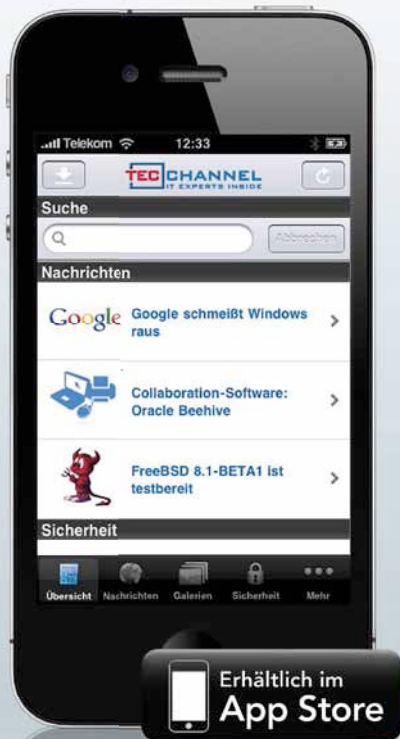 Telekom 12:33
TEC CHANNEL
IT EXPERTS INSIDE
Suche
Abbrechen
Nachrichten
Google Google schmeißt Windows
raus
Collaboration-Software:
Oracle Beehive
FreeBSD 8.1-BETA1 ist
testbereit
Sicherheit
Übersicht Nachrichten Galerien Sicherheit Mehr
Erhältlich im
App Store